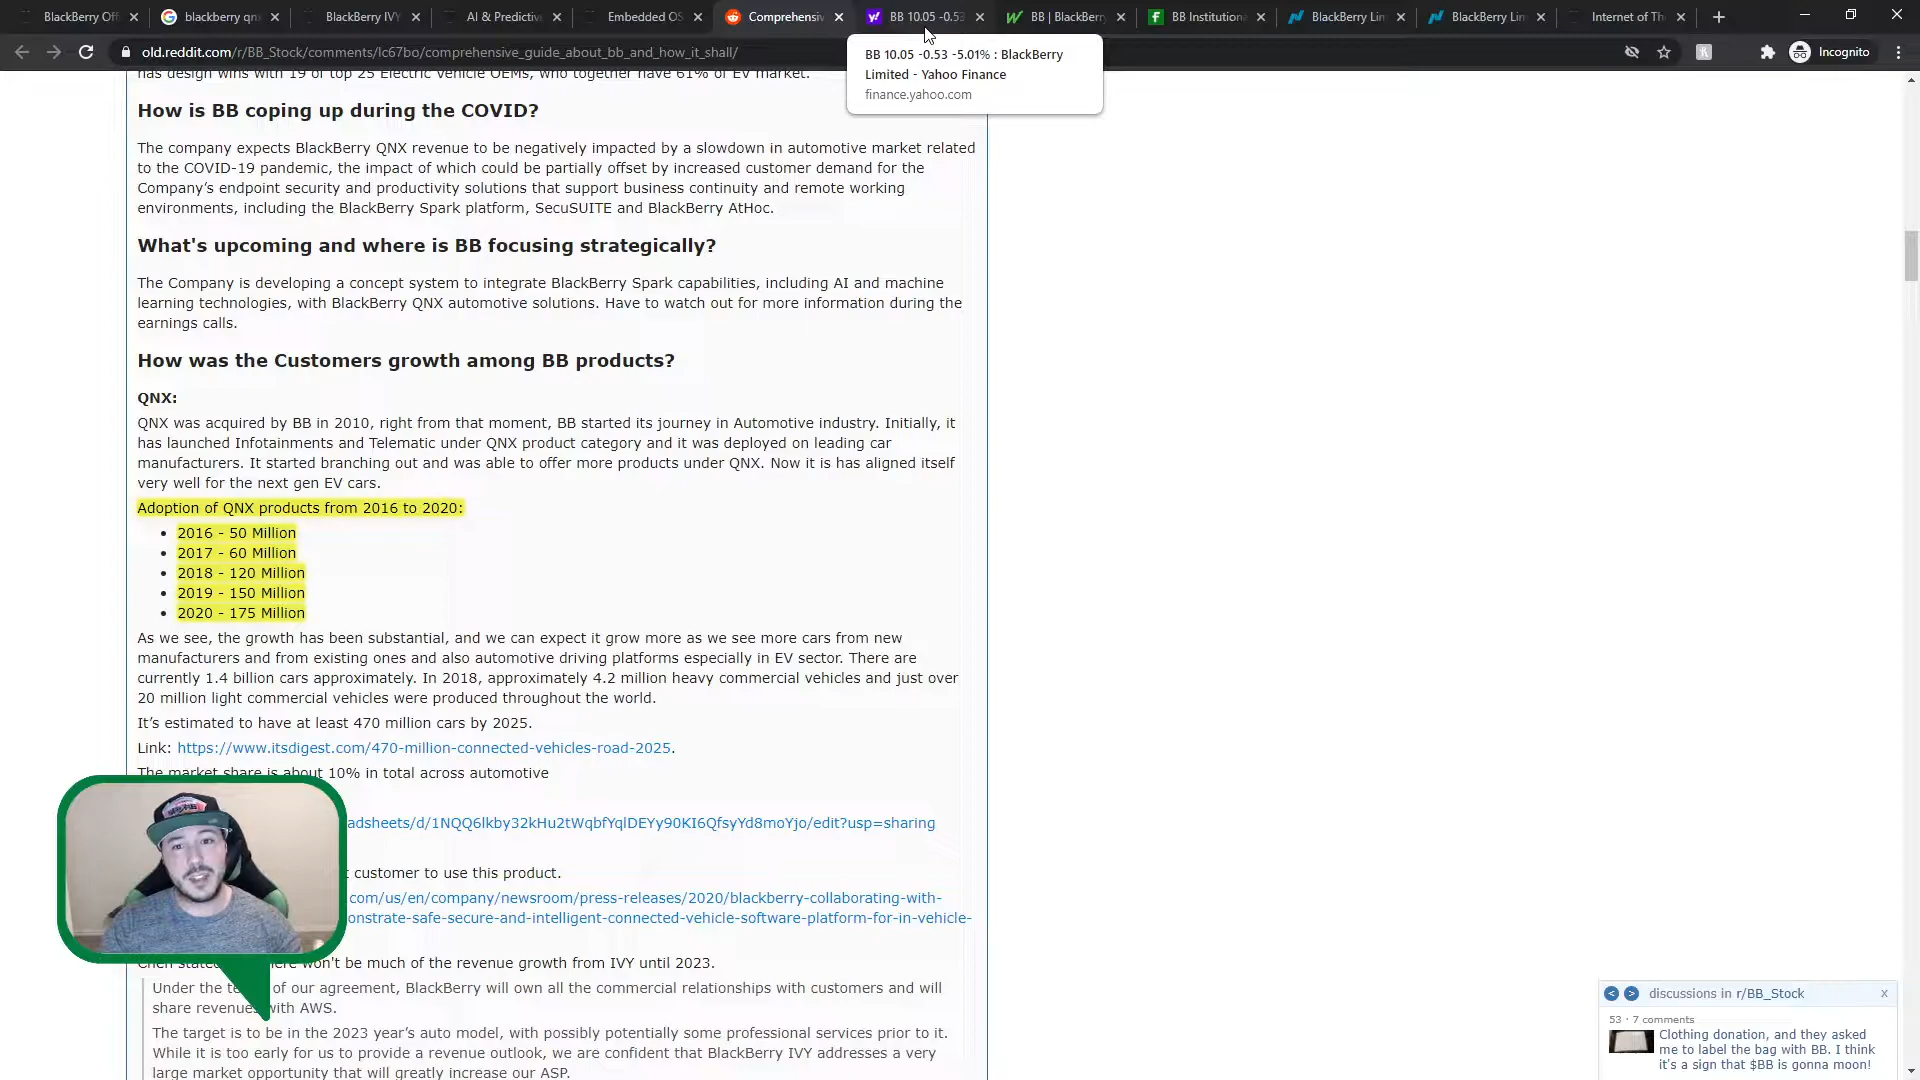 BlackBerry Off
blackberry qnx
BlackBerry IVY
AI & Predictiv
Embedded OS
Comprehensiv
BB 10.05 -0.53
BB | BlackBerry
BB Institutiona
BlackBerry Lim
BlackBerry Lim
Internet of Th
old.reddit.com/r/BB_Stock/comments/lc67bo/comprehensive_guide_about_bb_and_how_it_shall/
Incognito
BB 10.05 -0.53 -5.01% : BlackBerry
Limited - Yahoo Finance
finance.yahoo.com
has design wins with 19 of top 25 Electric Vehicle OEMs, who together have 61% of EV market.
How is BB coping up during the COVID?
The company expects BlackBerry QNX revenue to be negatively impacted by a slowdown in automotive market related
to the COVID-19 pandemic, the impact of which could be partially offset by increased customer demand for the
Company's endpoint security and productivity solutions that support business continuity and remote working
environments, including the BlackBerry Spark platform, SecuSUITE and BlackBerry AtHoc.
What's upcoming and where is BB focusing strategically?
The Company is developing a concept system to integrate BlackBerry Spark capabilities, including AI and machine
learning technologies, with BlackBerry QNX automotive solutions. Have to watch out for more information during the
earnings calls.
How was the Customers growth among BB products?
QNX:
QNX was acquired by BB in 2010, right from that moment, BB started its journey in Automotive industry. Initially, it
has launched Infotainments and Telematic under QNX product category and it was deployed on leading car
manufacturers. It started branching out and was able to offer more products under QNX. Now it is has aligned itself
very well for the next gen EV cars.
Adoption of QNX products from 2016 to 2020:
• 2016 - 50 Million
• 2017 - 60 Million
• 2018 - 120 Million
• 2019 - 150 Million
• 2020 - 175 Million
As we see, the growth has been substantial, and we can expect it grow more as we see more cars from new
manufacturers and from existing ones and also automotive driving platforms especially in EV sector. There are
currently 1.4 billion cars approximately. In 2018, approximately 4.2 million heavy commercial vehicles and just over
20 million light commercial vehicles were produced throughout the world.
It's estimated to have at least 470 million cars by 2025.
Link: https://www.itsdigest.com/470-million-connected-vehicles-road-2025.
The market share is about 10% in total across automotive
adsheets/d/1NQQ6lkby32kHu2tWqbfYqlDEYy90KI6QfsyYd8moYjo/edit?usp=sharing
customer to use this product.
com/us/en/company/newsroom/press-releases/2020/blackberry-collaborating-with-
onstrate-safe-secure-and-intelligent-connected-vehicle-software-platform-for-in-vehicle-
won't be much of the revenue growth from IVY until 2023.
Under the of our agreement, BlackBerry will own all the commercial relationships with customers and will
share revenues with AWS.
The target is to be in the 2023 year's auto model, with possibly potentially some professional services prior to it.
While it is too early for us to provide a revenue outlook, we are confident that BlackBerry IVY addresses a very
large market opportunity that will greatly increase our ASP.
< > discussions in r/BB_Stock x
53 · 7 comments
Clothing donation, and they asked
me to label the bag with BB. I think
it's a sign that $BB is gonna moon!